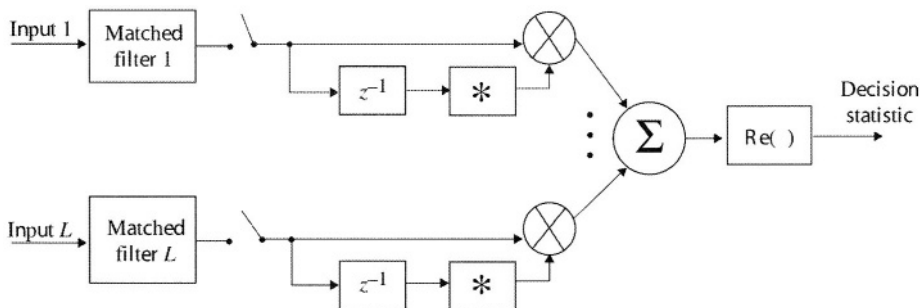 Input 1
Matched
filter 1
z⁻¹
*
Σ
Re( )
Decision
statistic
Input L
Matched
filter L
z⁻¹
*